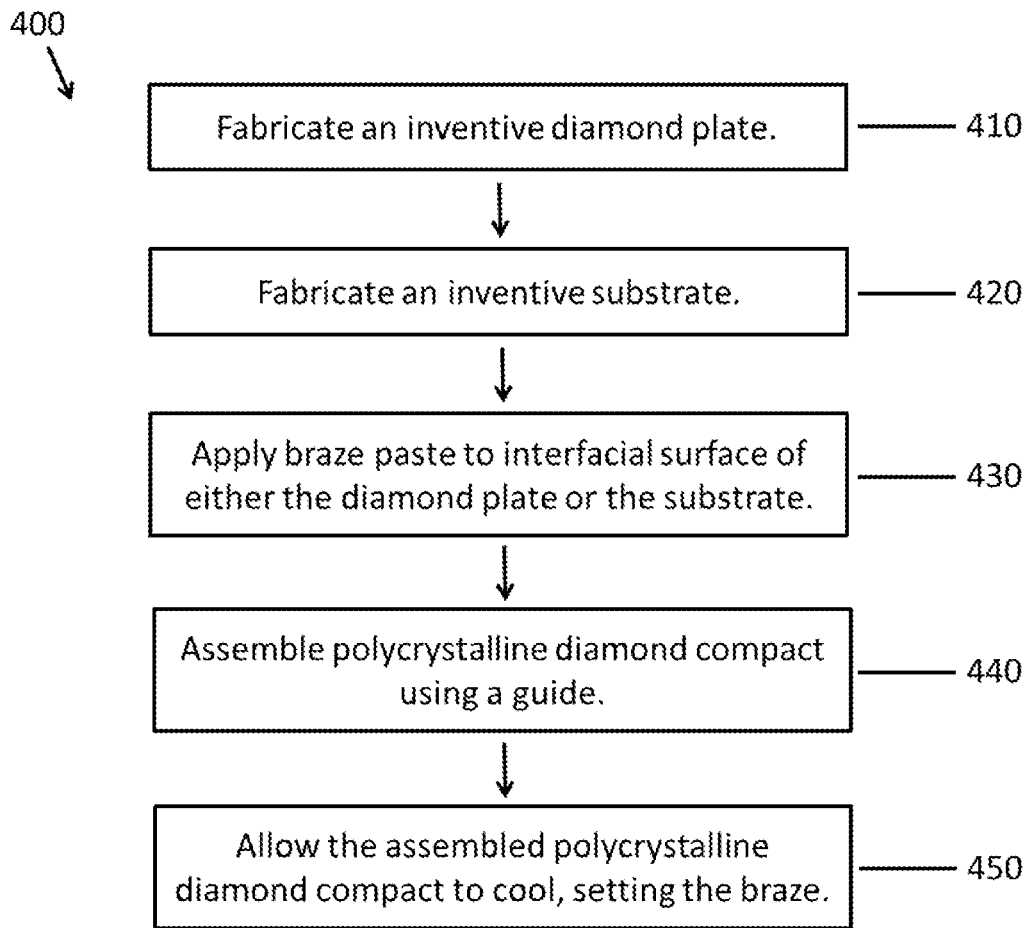 400
Fabricate an inventive diamond plate.
410
Fabricate an inventive substrate.
420
Apply braze paste to interfacial surface of
either the diamond plate or the substrate.
430
Assemble polycrystalline diamond compact
using a guide.
440
Allow the assembled polycrystalline
diamond compact to cool, setting the braze.
450